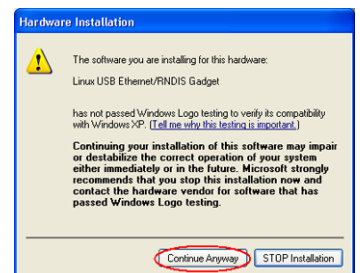 Hardware Installation
The software you are installing for this hardware:
Linux USB Ethernet/RNDIS Gadget
has not passed Windows Logo testing to verify its compatibility
with Windows XP. (Tell me why this testing is important.)
Continuing your installation of this software may impair
or destabilize the correct operation of your system
either immediately or in the future. Microsoft strongly
recommends that you stop this installation now and
contact the hardware vendor for software that has
passed Windows Logo testing.
Continue Anyway
STOP Installation